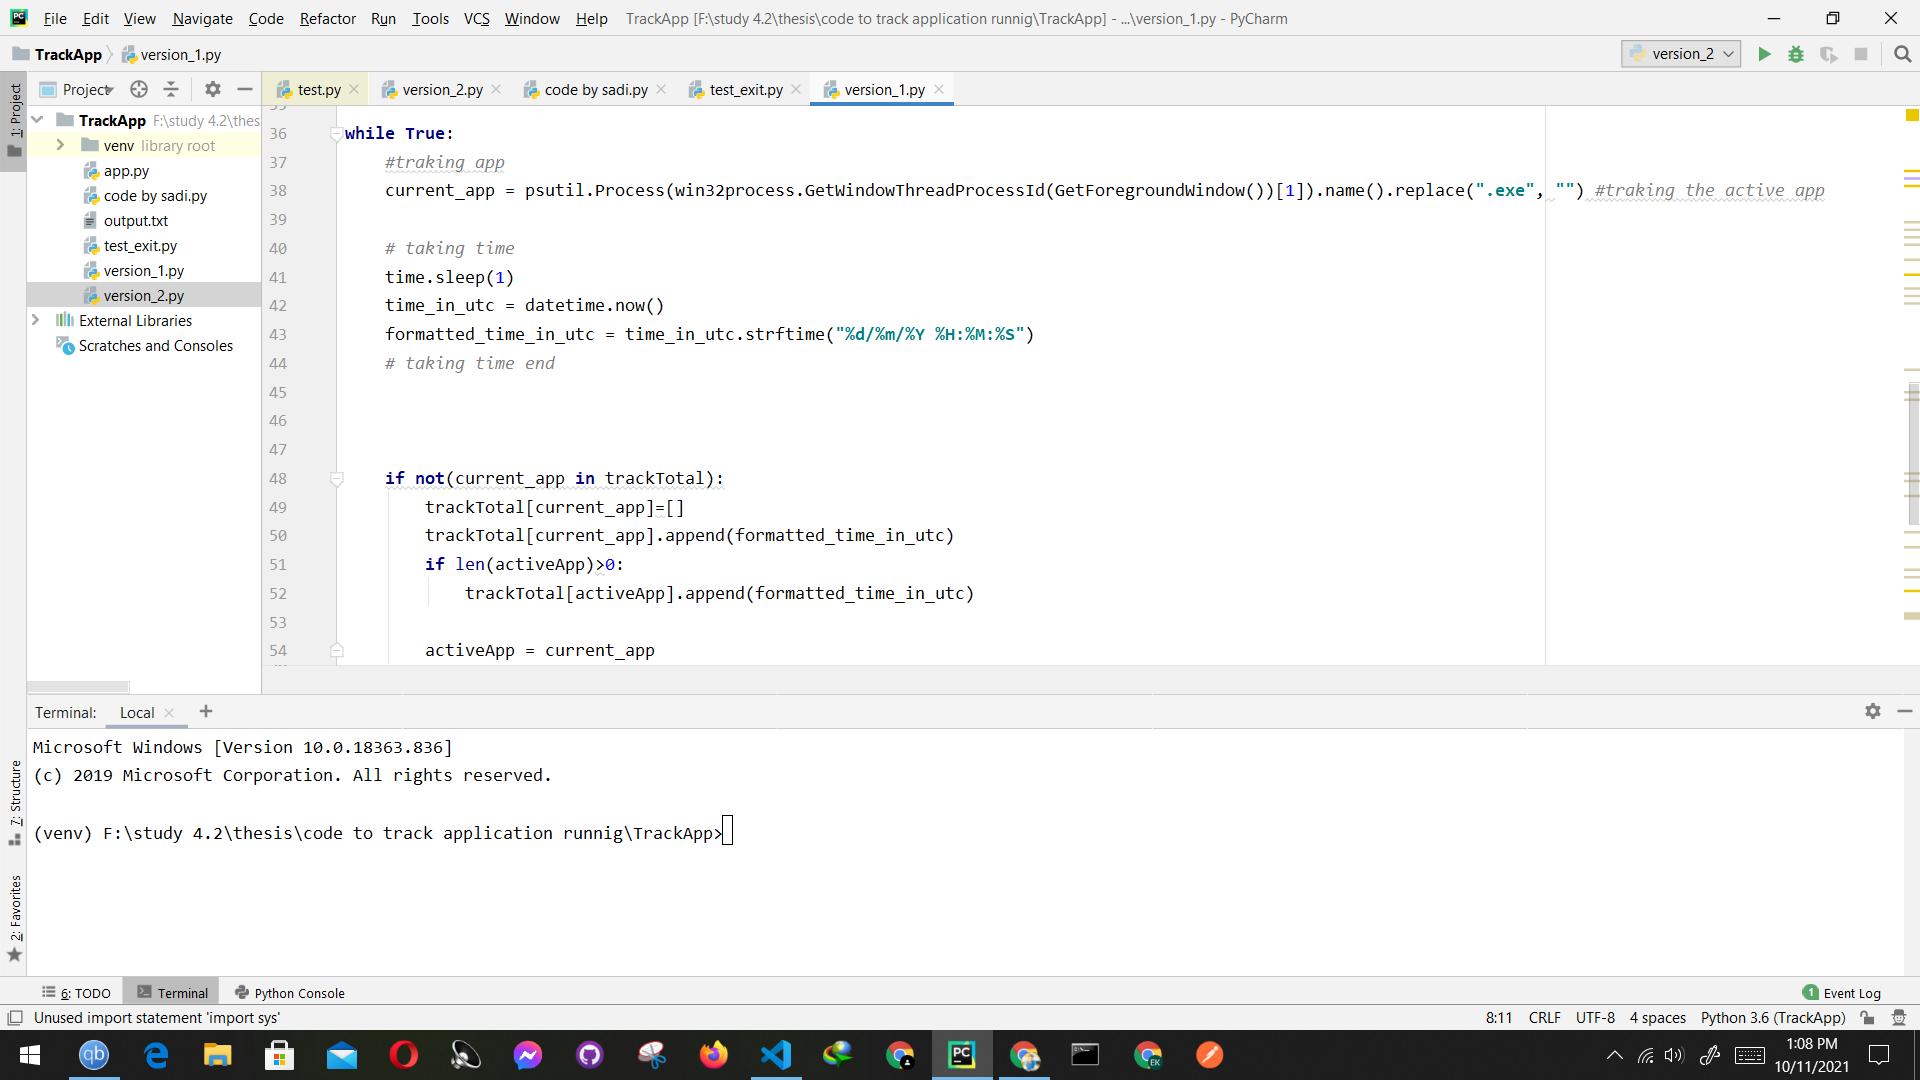 File Edit View Navigate Code Refactor Run Tools VCS Window Help TrackApp [F:\study 4.2\thesis\code to track application runnig\TrackApp] - ...\version_1.py - PyCharm
TrackApp version_1.py version_2
1: Project
Project
test.py version_2.py code by sadi.py test_exit.py version_1.py
TrackApp F:\study 4.2\thes
venv library root
app.py
code by sadi.py
output.txt
test_exit.py
version_1.py
version_2.py
External Libraries
Scratches and Consoles
36 while True:
37 #traking app
38 current_app = psutil.Process(win32process.GetWindowThreadProcessId(GetForegroundWindow())[1]).name().replace(".exe", "") #traking the active app
39
40 # taking time
41 time.sleep(1)
42 time_in_utc = datetime.now()
43 formatted_time_in_utc = time_in_utc.strftime("%d/%m/%Y %H:%M:%S")
44 # taking time end
45
46
47
48 if not(current_app in trackTotal):
49 trackTotal[current_app]=[]
50 trackTotal[current_app].append(formatted_time_in_utc)
51 if len(activeApp)>0:
52 trackTotal[activeApp].append(formatted_time_in_utc)
53
54 activeApp = current_app
Terminal: Local
Microsoft Windows [Version 10.0.18363.836]
(c) 2019 Microsoft Corporation. All rights reserved.
(venv) F:\study 4.2\thesis\code to track application runnig\TrackApp>
7: Structure
2: Favorites
6: TODO Terminal Python Console 1 Event Log
Unused import statement 'import sys' 8:11 CRLF UTF-8 4 spaces Python 3.6 (TrackApp)
qb PC EK
1:08 PM
10/11/2021